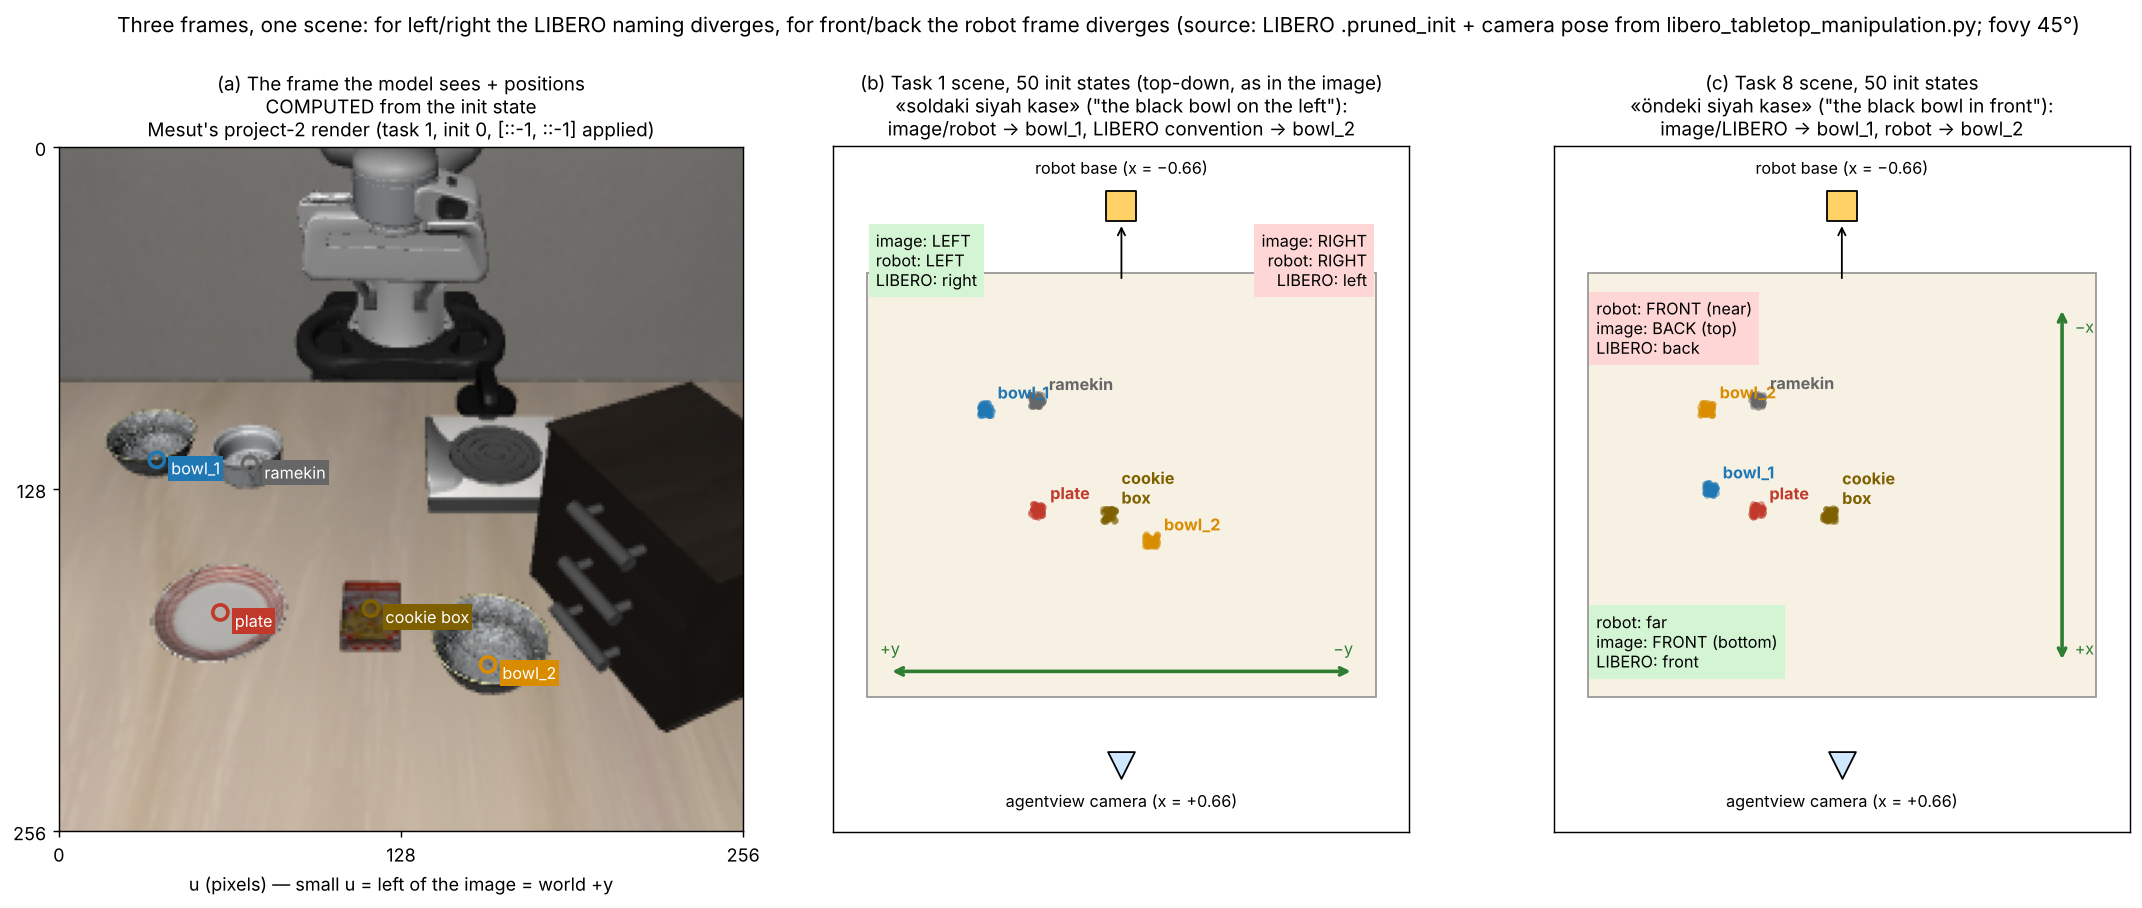 Three frames, one scene: for left/right the LIBERO naming diverges, for front/back the robot frame diverges (source: LIBERO .pruned_init + camera pose from libero_tabletop_manipulation.py; fovy 45°)
(a) The frame the model sees + positions
COMPUTED from the init state
Mesut's project-2 render (task 1, init 0, [::-1, ::-1] applied)
0
128
256
0
128
256
u (pixels) — small u = left of the image = world +y
bowl_1
ramekin
plate
cookie box
bowl_2
(b) Task 1 scene, 50 init states (top-down, as in the image)
«soldaki siyah kase» ("the black bowl on the left"):
image/robot → bowl_1, LIBERO convention → bowl_2
robot base (x = −0.66)
image: LEFT
robot: LEFT
LIBERO: right
image: RIGHT
robot: RIGHT
LIBERO: left
bowl_1
ramekin
cookie
box
plate
bowl_2
+y
−y
agentview camera (x = +0.66)
(c) Task 8 scene, 50 init states
«öndeki siyah kase» ("the black bowl in front"):
image/LIBERO → bowl_1, robot → bowl_2
robot base (x = −0.66)
robot: FRONT (near)
image: BACK (top)
LIBERO: back
−x
bowl_2
ramekin
bowl_1
cookie
box
plate
robot: far
image: FRONT (bottom)
LIBERO: front
+x
agentview camera (x = +0.66)